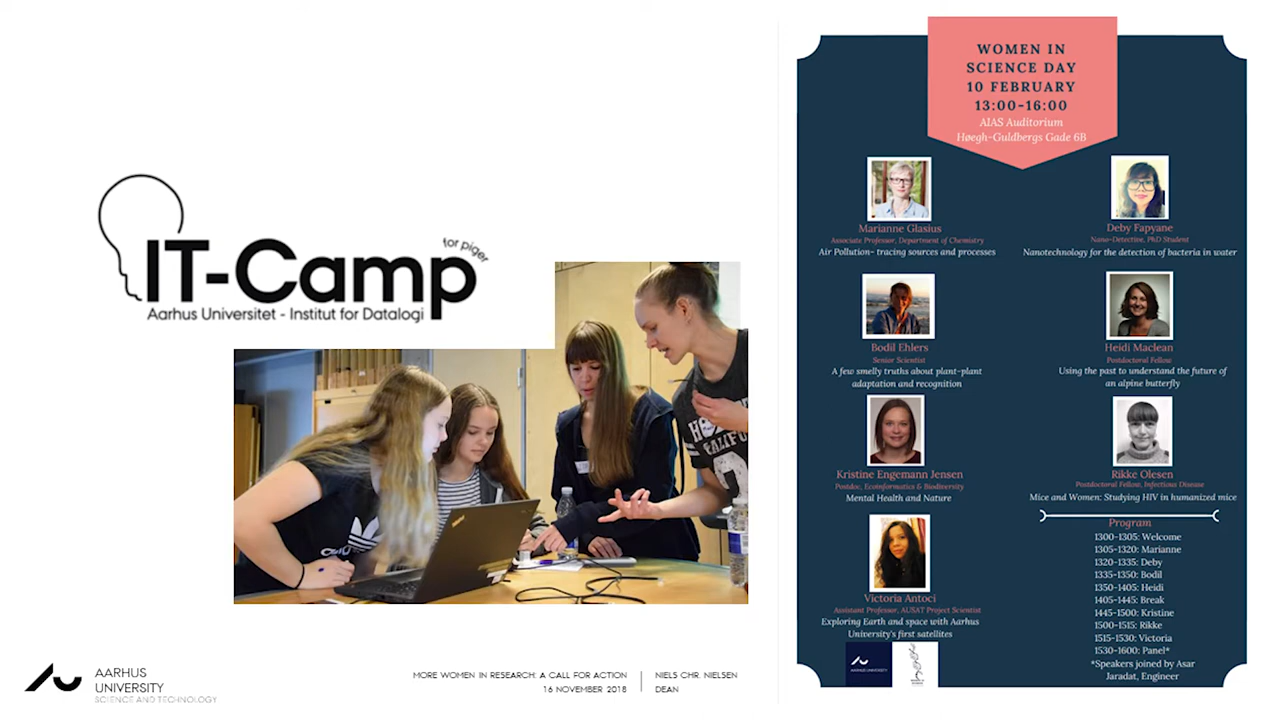 for piger
IT-Camp
Aarhus Universitet - Institut for Datalogi
AARHUS
UNIVERSITY
SCIENCE AND TECHNOLOGY
MORE WOMEN IN RESEARCH: A CALL FOR ACTION
16 NOVEMBER 2018
NIELS CHR. NIELSEN
DEAN
WOMEN IN
SCIENCE DAY
10 FEBRUARY
13:00-16:00
AIAS Auditorium
Høegh-Guldbergs Gade 6B
Marianne Glasius
Associate Professor, Department of Chemistry
Air Pollution- tracing sources and processes
Deby Fapyane
Nano-Detective, PhD Student
Nanotechnology for the detection of bacteria in water
Bodil Ehlers
Senior Scientist
A few smelly truths about plant-plant
adaptation and recognition
Heidi Maclean
Postdoctoral Fellow
Using the past to understand the future of
an alpine butterfly
Kristine Engemann Jensen
Postdoc, Ecoinformatics & Biodiversity
Mental Health and Nature
Rikke Olesen
Postdoctoral Fellow, Infectious Disease
Mice and Women: Studying HIV in humanized mice
Victoria Antoci
Assistant Professor, AUSAT Project Scientist
Exploring Earth and space with Aarhus
University's first satellites
AARHUS UNIVERSITY
Program
1300-1305: Welcome
1305-1320: Marianne
1320-1335: Deby
1335-1350: Bodil
1350-1405: Heidi
1405-1445: Break
1445-1500: Kristine
1500-1515: Rikke
1515-1530: Victoria
1530-1600: Panel*
*Speakers joined by Asar
Jaradat, Engineer